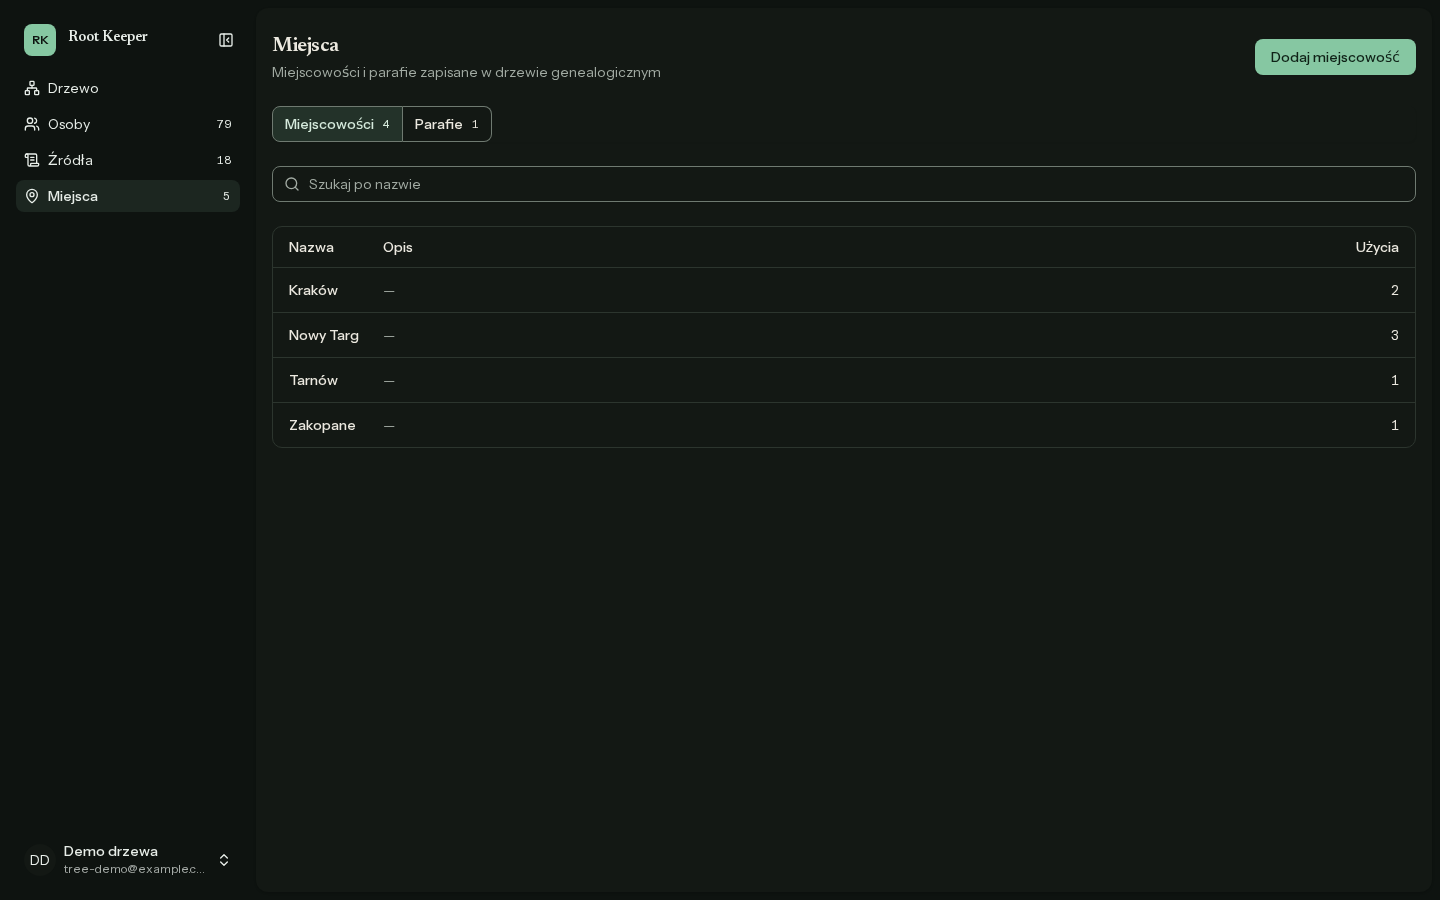 RK Root Keeper
Drzewo
Osoby 79
Źródła 18
Miejsca 5
Miejsca
Miejscowości i parafie zapisane w drzewie genealogicznym
Dodaj miejscowość
Miejscowości 4 Parafie 1
Szukaj po nazwie
Nazwa Opis Użycia
Kraków — 2
Nowy Targ — 3
Tarnów — 1
Zakopane — 1
DD Demo drzewa
tree-demo@example.c...